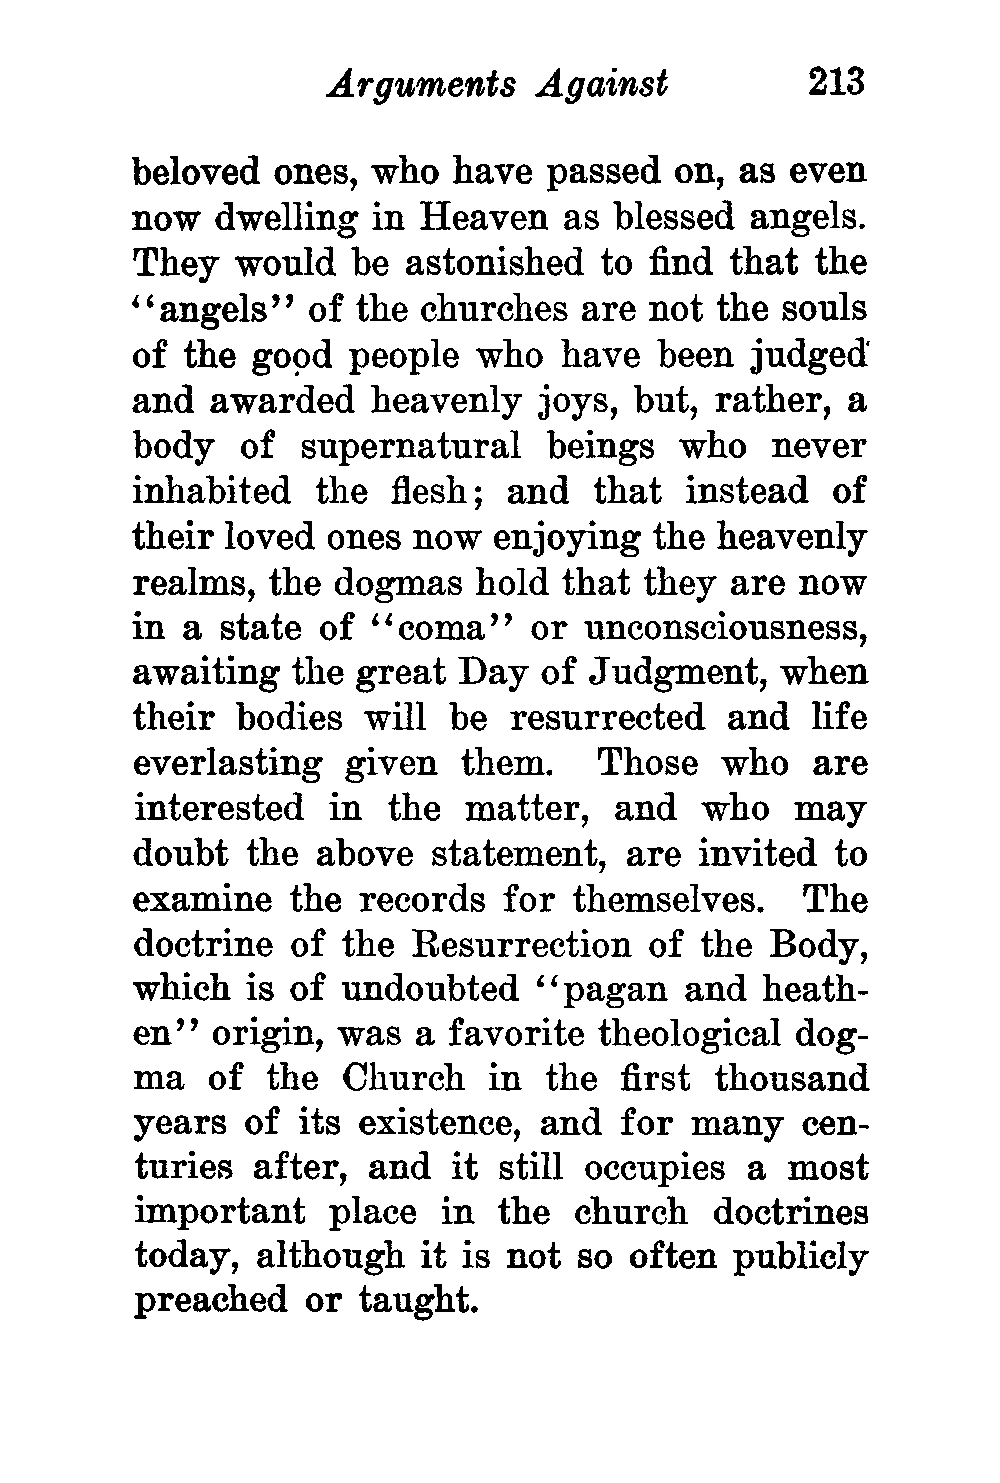 Arguments Against 213
beloved ones, who have passed on, as even
now dwelling in Heaven as blessed angels.
They would be astonished to find that the
“angels” of the churches are not the souls
of the good people who have been judged
and awarded heavenly joys, but, rather, a
body of supernatural beings who never
inhabited the flesh; and that instead of
their loved ones now enjoying the heavenly
realms, the dogmas hold that they are now
in a state of “coma” or unconsciousness,
awaiting the great Day of Judgment, when
their bodies will be resurrected and life
everlasting given them. Those who are
interested in the matter, and who may
doubt the above statement, are invited to
examine the records for themselves. The
doctrine of the Resurrection of the Body,
which is of undoubted “pagan and heath-
en” origin, was a favorite theological dog-
ma of the Church in the first thousand
years of its existence, and for many cen-
turies after, and it still occupies a most
important place in the church doctrines
today, although it is not so often publicly
preached or taught.